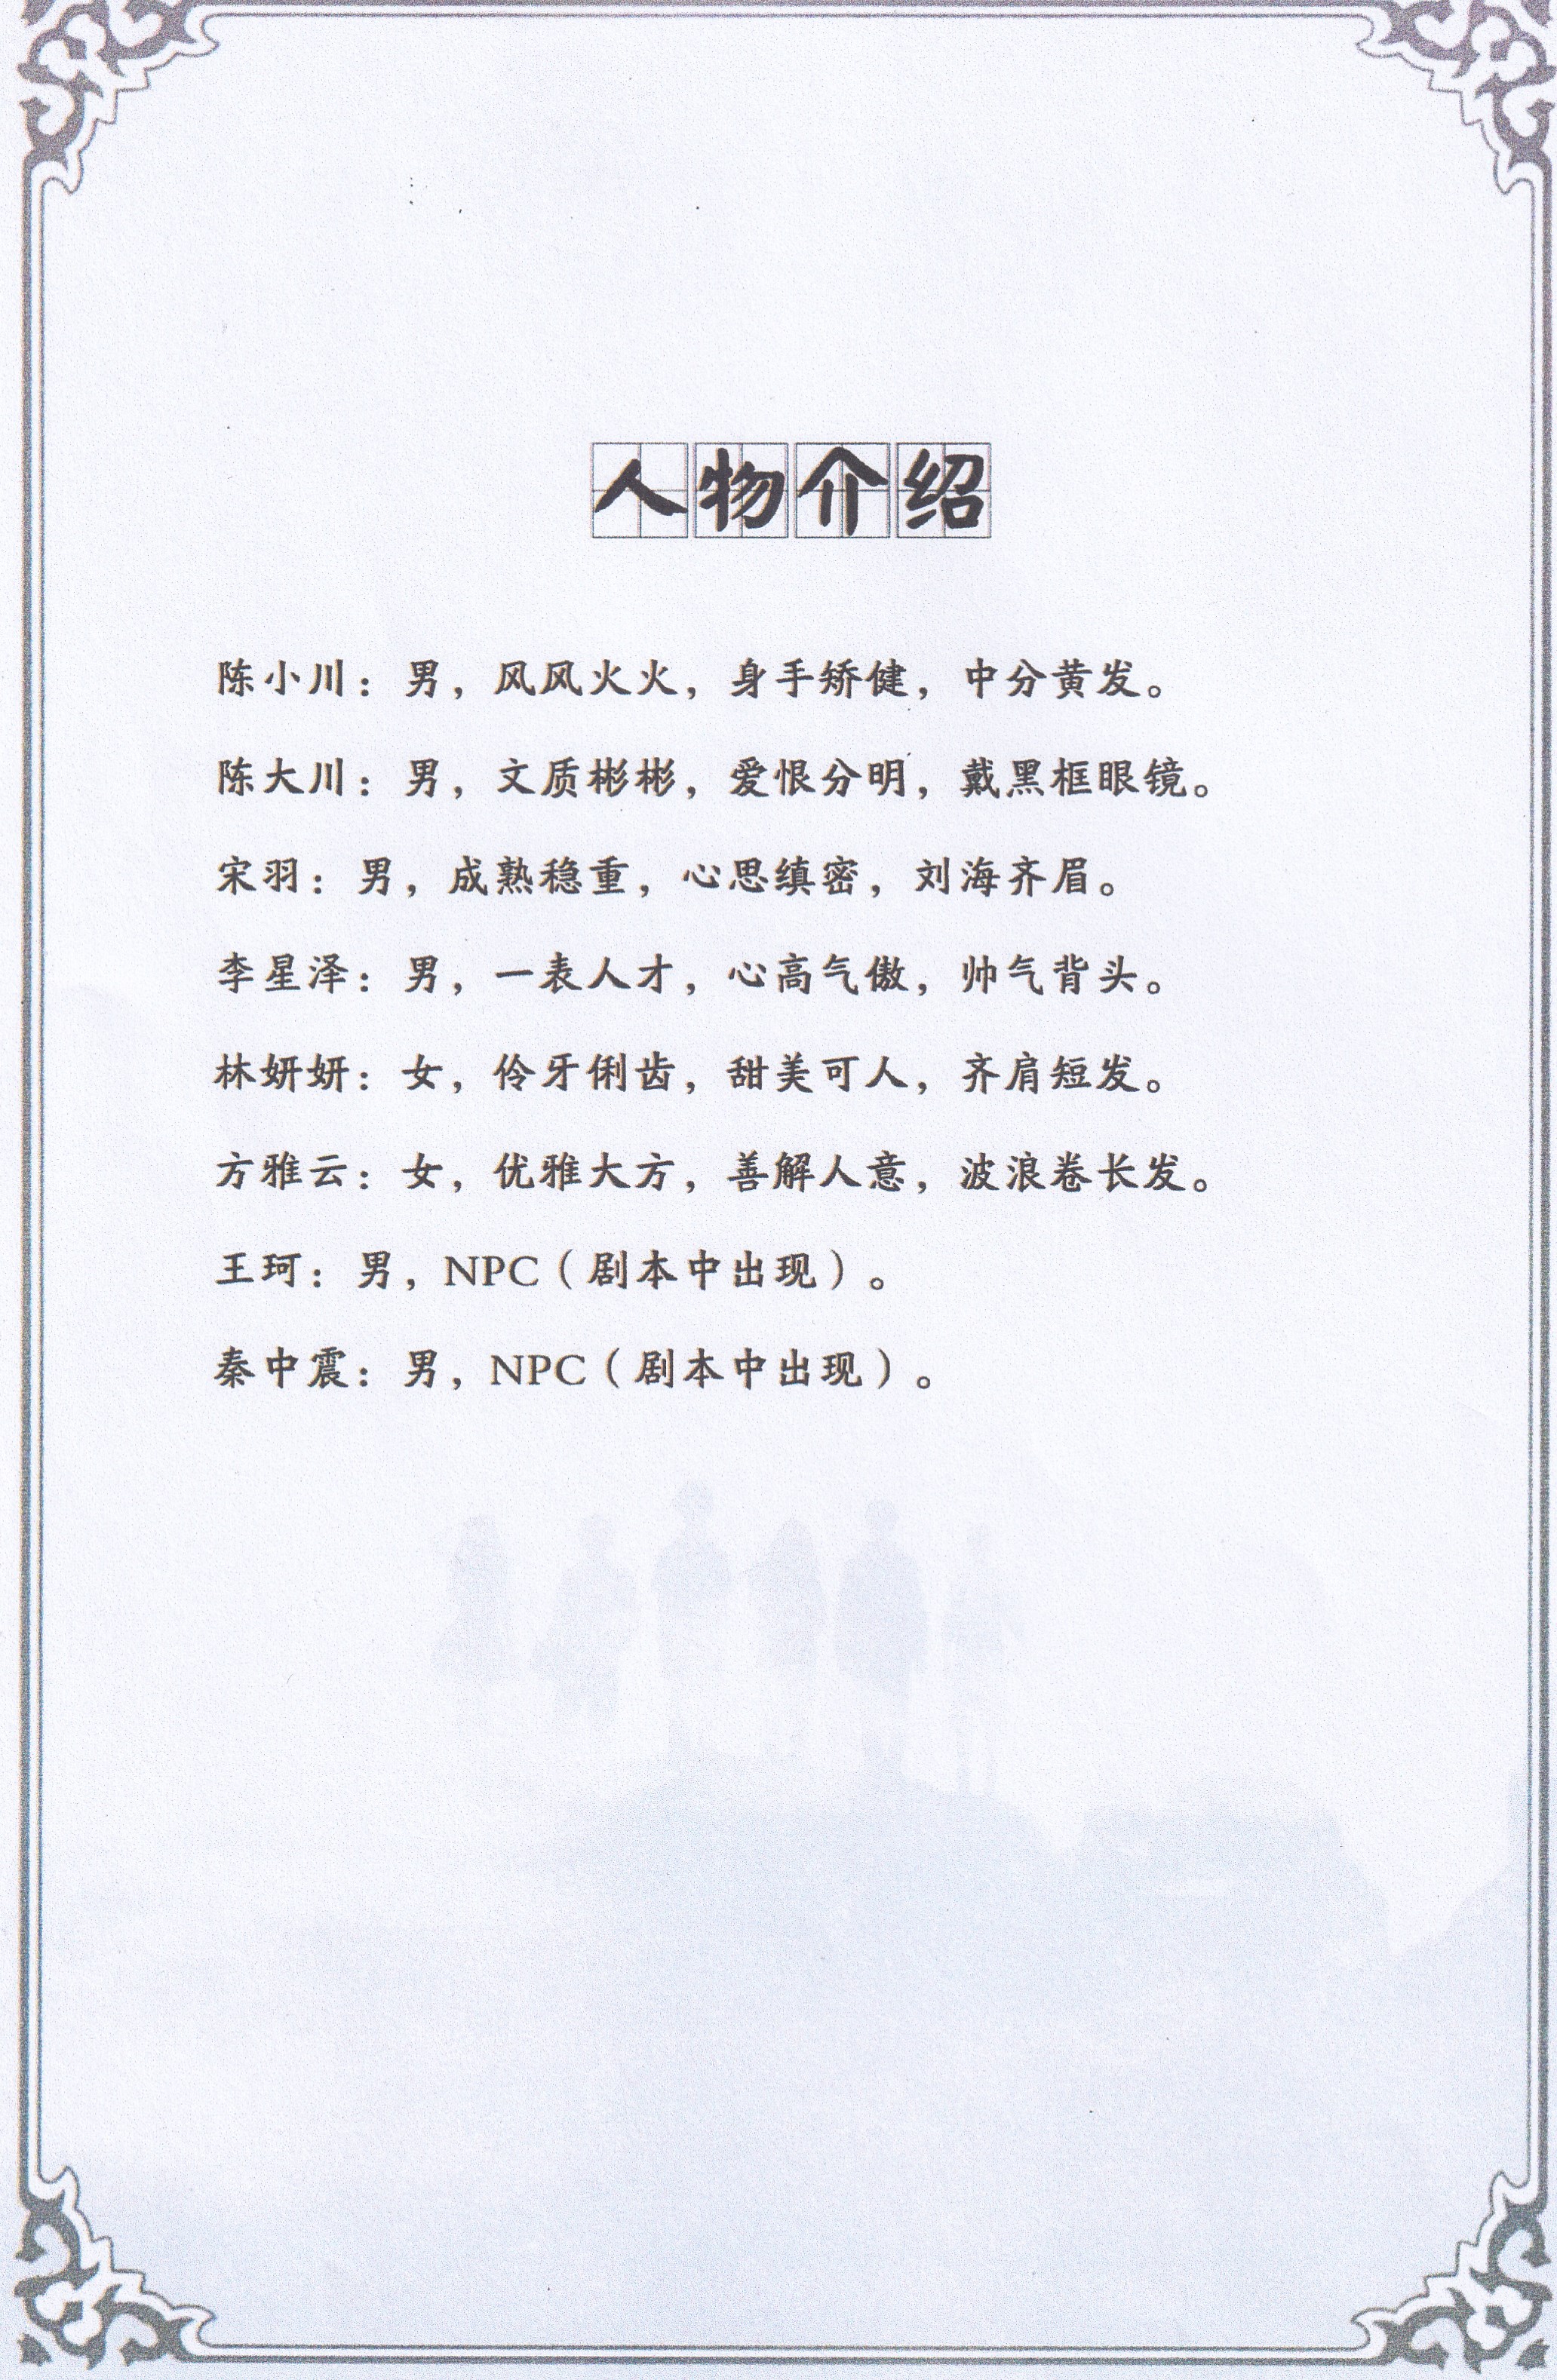 人物介绍
陈小川：男，风风火火，身手矫健，中分黄发。
陈大川：男，文质彬彬，爱恨分明，戴黑框眼镜。
宋羽：男，成熟稳重，心思缜密，刘海齐眉。
李星泽：男，一表人才，心高气傲，帅气背头。
林妍妍：女，伶牙俐齿，甜美可人，齐肩短发。
方雅云：女，优雅大方，善解人意，波浪卷长发。
王珂：男，NPC（剧本中出现）。
秦中震：男，NPC（剧本中出现）。